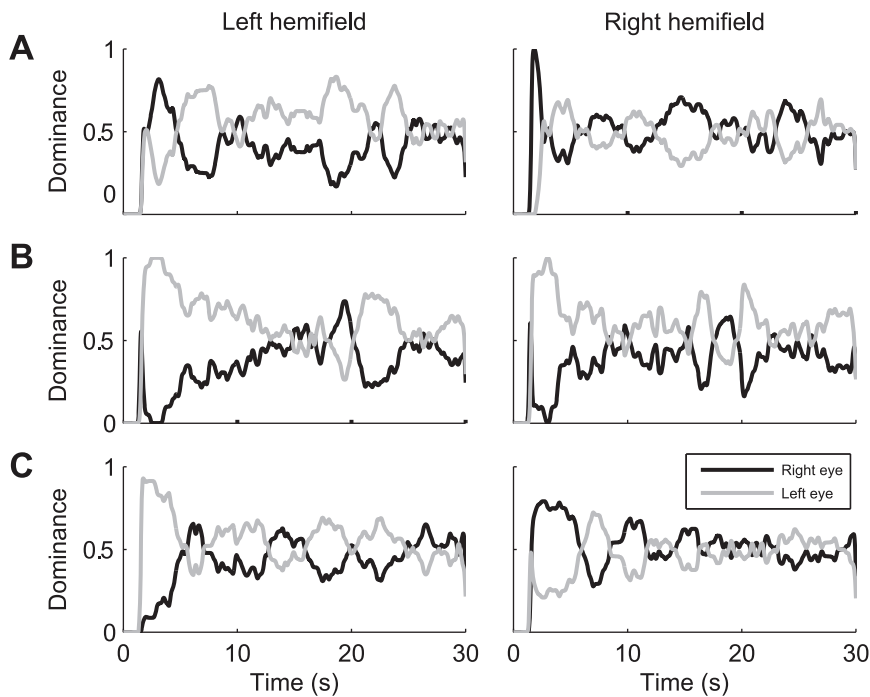 Left hemifield
Right hemifield
A
Dominance
1
0.5
0
B
Dominance
1
0.5
0
C
Dominance
1
0.5
0
Right eye
Left eye
0 10 20 30
0 10 20 30
Time (s)
Time (s)